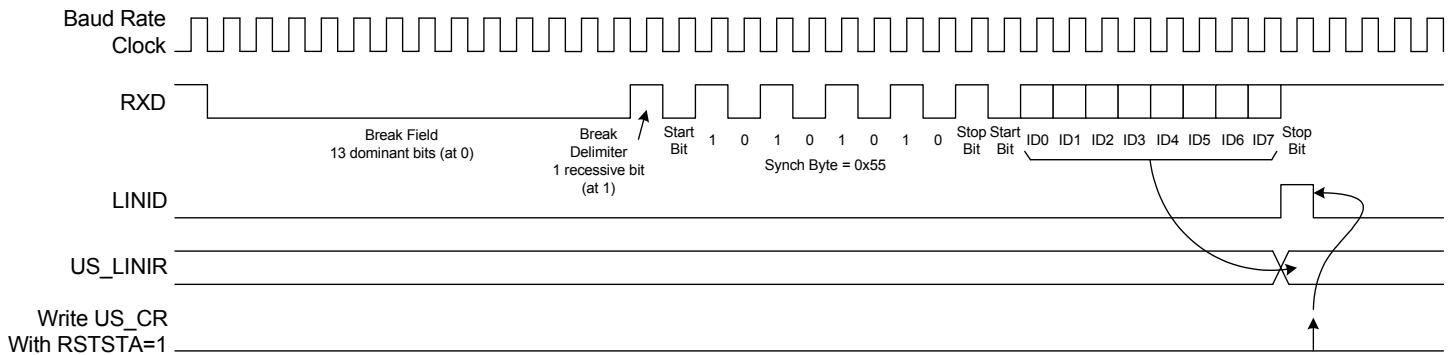 Baud Rate
Clock
RXD
Break Field
13 dominant bits (at 0)
Break
Delimiter
1 recessive bit
(at 1)
Start
Bit
1 0 1 0 1 0 1 0
Synch Byte = 0x55
Stop
Bit
Start
Bit
ID0 ID1 ID2 ID3 ID4 ID5 ID6 ID7
Stop
Bit
LINID
US_LINIR
Write US_CR
With RSTSTA=1